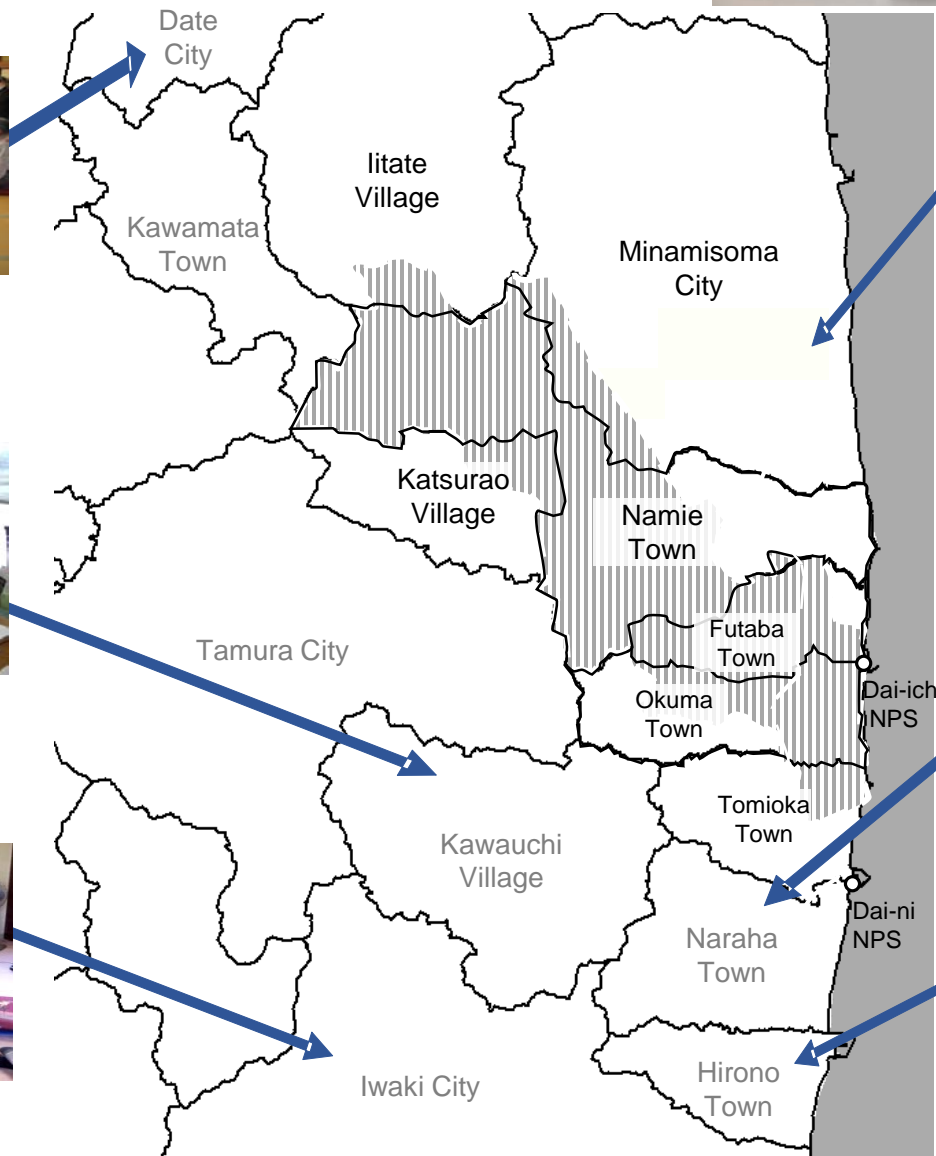 Date
City
Iitate
Village
Kawamata
Town
Minamisoma
City
Katsurao
Village
Namie
Town
Futaba
Town
Tamura City
Okuma
Town
Dai-ich
NPS
Tomioka
Town
Kawauchi
Village
Dai-ni
NPS
Naraha
Town
Iwaki City
Hirono
Town